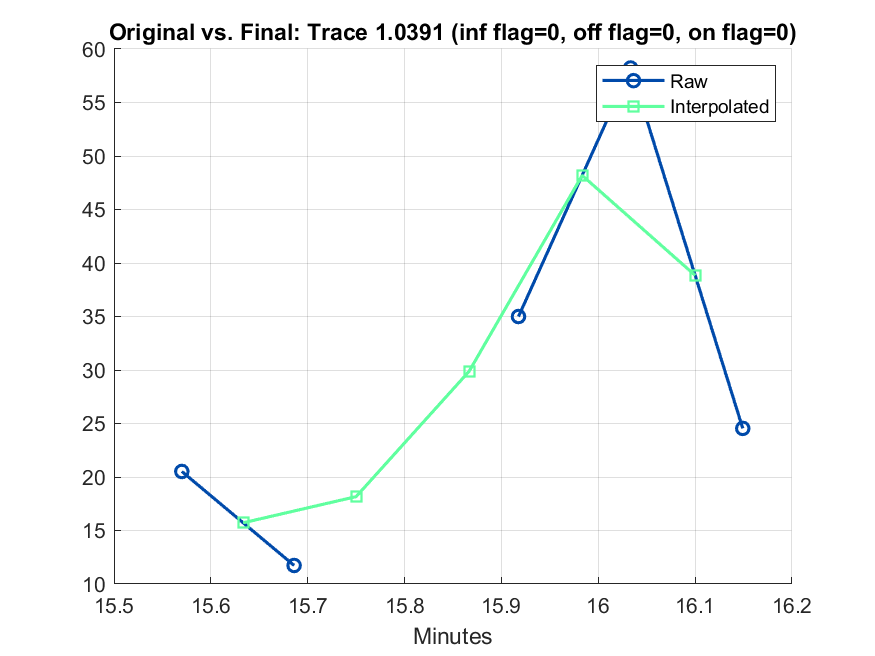 Original vs. Final: Trace 1.0391 (inf flag=0, off flag=0, on flag=0)
60
55
50
45
40
35
30
25
20
15
10
Raw
Interpolated
15.5 15.6 15.7 15.8 15.9 16 16.1 16.2
Minutes